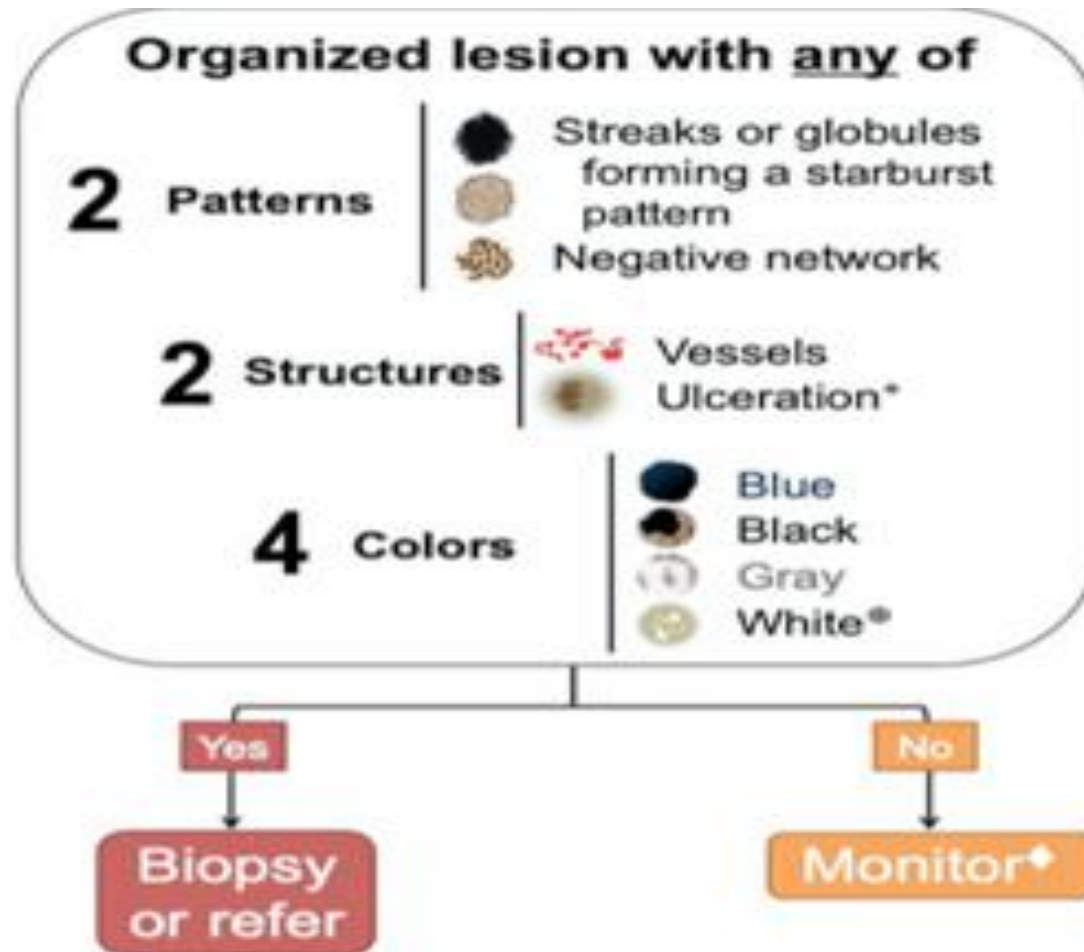 Organized lesion with any of
2 Patterns
Streaks or globules
forming a starburst
pattern
Negative network
2 Structures
Vessels
Ulceration*
4 Colors
Blue
Black
Gray
White®
Yes
No
Biopsy
or refer
Monitor◆